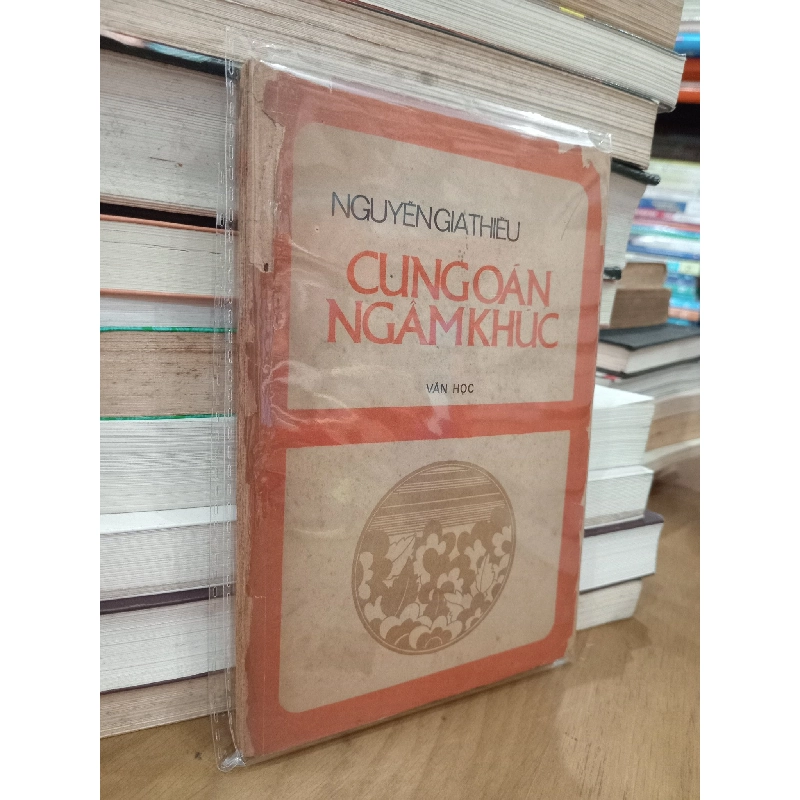 NGUYỄN GIA THIỀU
CUNG OÁN
NGÂM KHÚC
VĂN HỌC